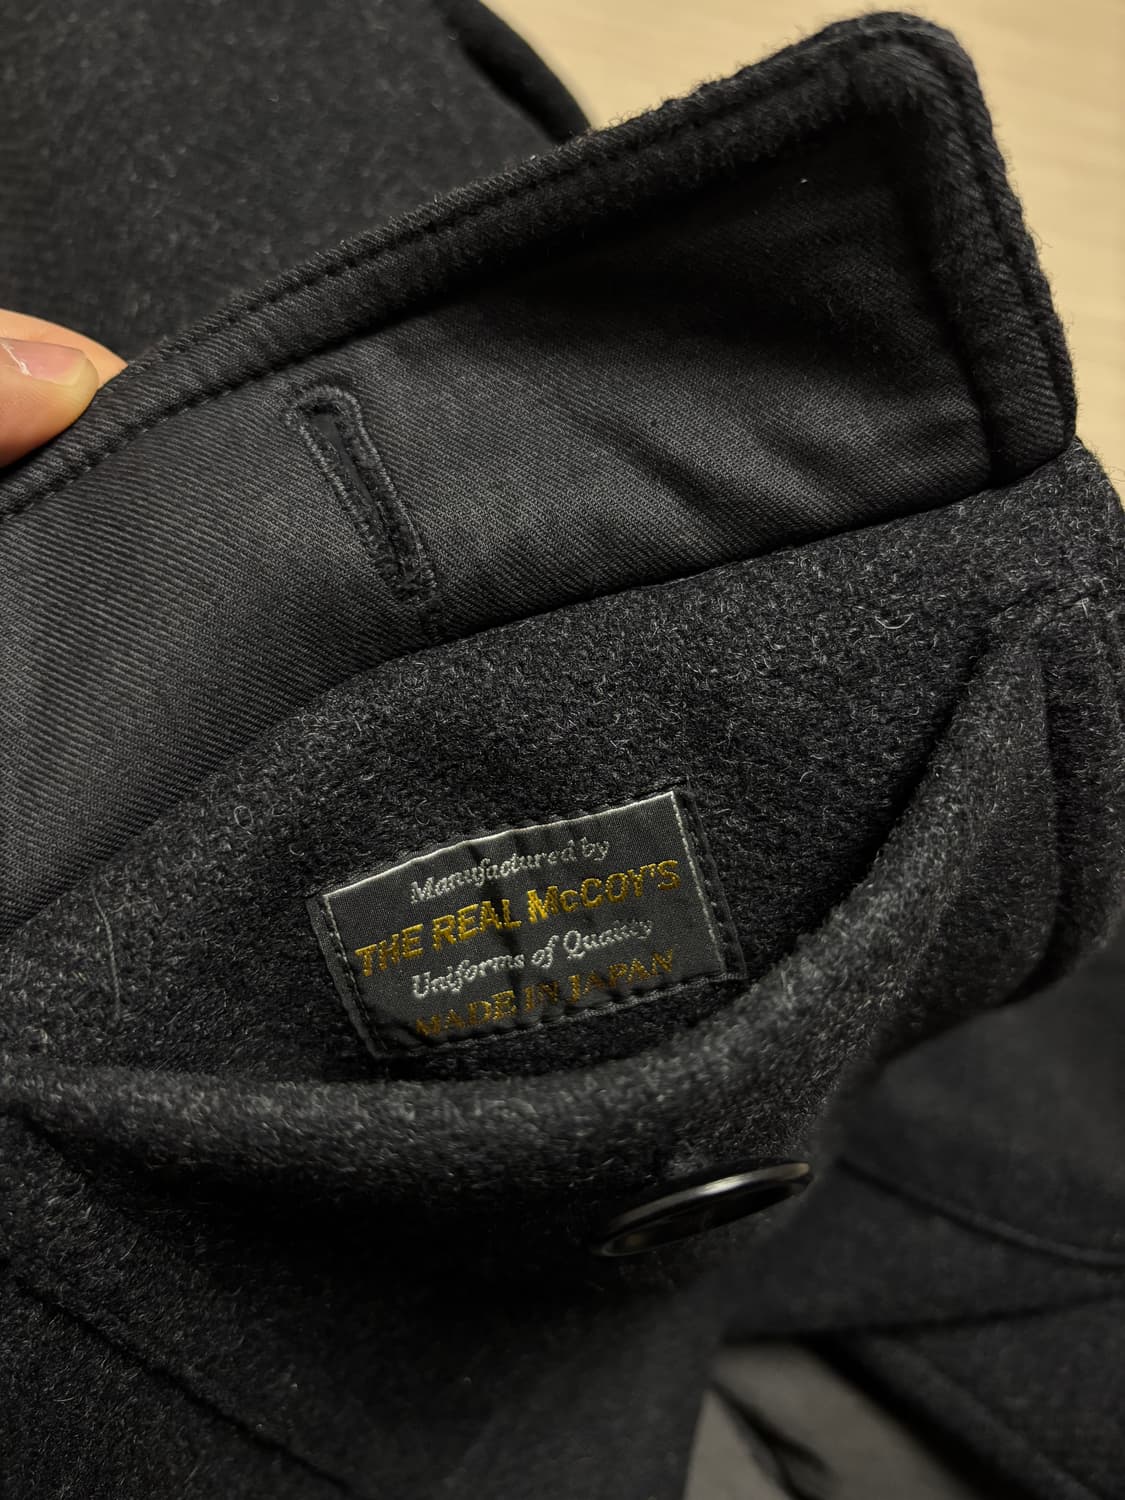 Manufactured by
THE REAL McCOY'S
Uniforms of Quality
MADE IN JAPAN